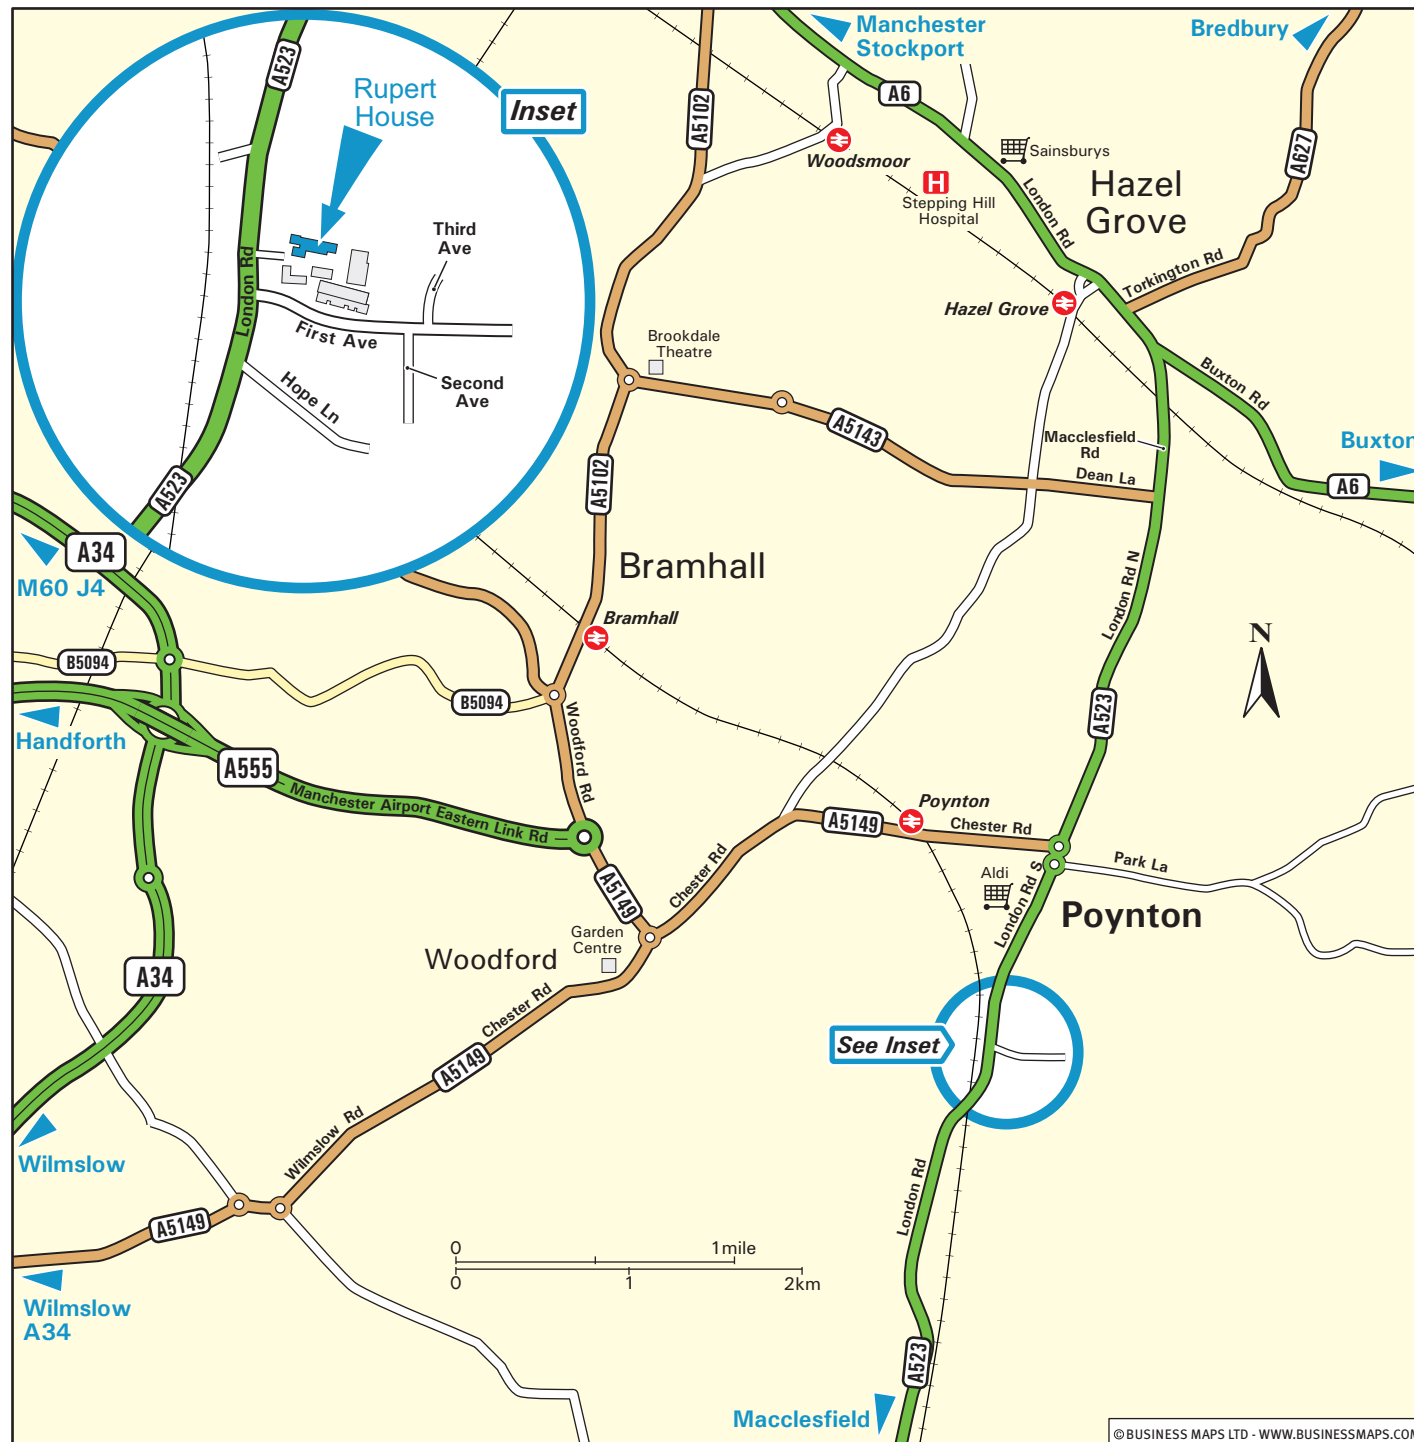 Manchester
Stockport
Bredbury
A523
Rupert
House
Inset
A5102
A6
Woodsmoor
Sainsburys
A627
H
Stepping Hill
Hospital
London Rd
Hazel
Grove
Third
Ave
London Rd
First Ave
Second
Ave
Hope Ln
A523
Torkington Rd
Hazel Grove
Brookdale
Theatre
Buxton Rd
A5143
Macclesfield
Rd
Buxton
Dean La
A6
A5102
A34
M60 J4
Bramhall
Bramhall
London Rd N
N
B5094
B5094
A523
Handforth
Woodford Rd
A555
Manchester Airport Eastern Link Rd
Poynton
A5149
Chester Rd
Chester Rd
Park La
Aldi
London Rd S
Poynton
A5149
Garden
Centre
Woodford
A34
Chester Rd
See Inset
A5149
Wilmslow Rd
Wilmslow
London Rd
A5149
0
1mile
0
1
2km
Wilmslow
A34
A523
Macclesfield
© BUSINESS MAPS LTD - WWW.BUSINESSMAPS.COM